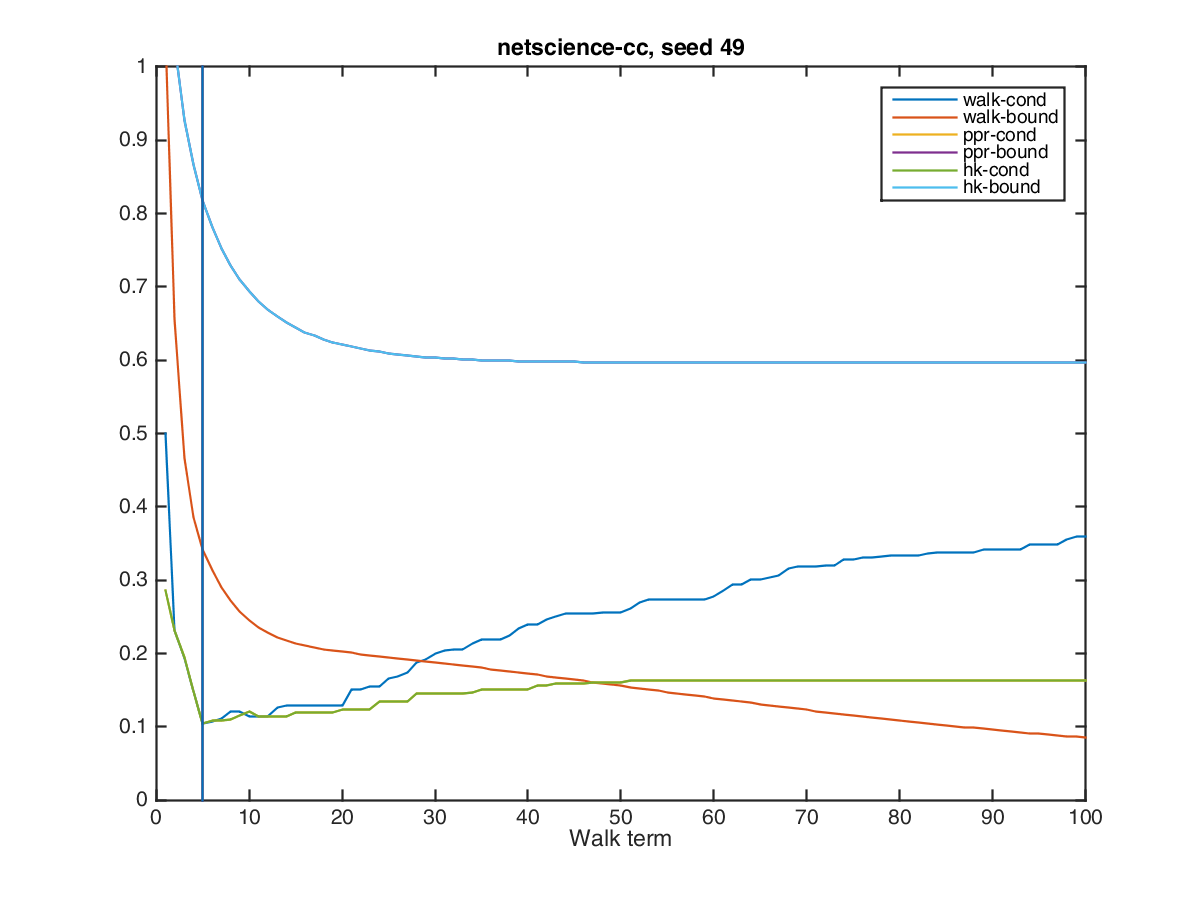 netscience-cc, seed 49
1
0.9
0.8
0.7
0.6
0.5
0.4
0.3
0.2
0.1
0
walk-cond
walk-bound
ppr-cond
ppr-bound
hk-cond
hk-bound
0 10 20 30 40 50 60 70 80 90 100
Walk term